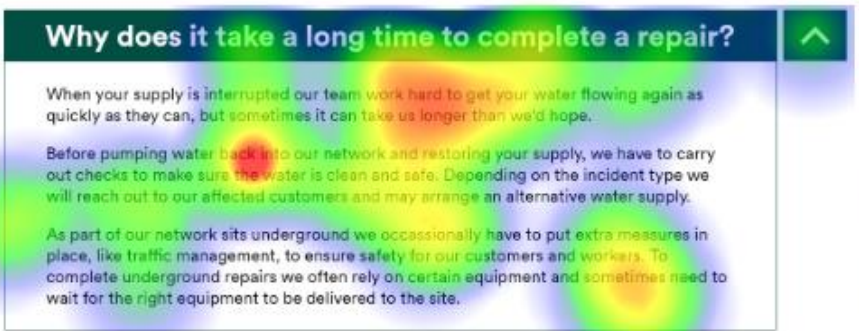 Why does it take a long time to complete a repair?
When your supply is interrupted our team work hard to get your water flowing again as
quickly as they can, but sometimes it can take us longer than we'd hope.
Before pumping water back into our network and restoring your supply, we have to carry
out checks to make sure the water is clean and safe. Depending on the incident type we
will reach out to our affected customers and may arrange an alternative water supply.
As part of our network sits underground we occassionally have to put extra measures in
place, like traffic management, to ensure safety for our customers and workers. To
complete underground repairs we often rely on certain equipment and sometimes need to
wait for the right equipment to be delivered to the site.